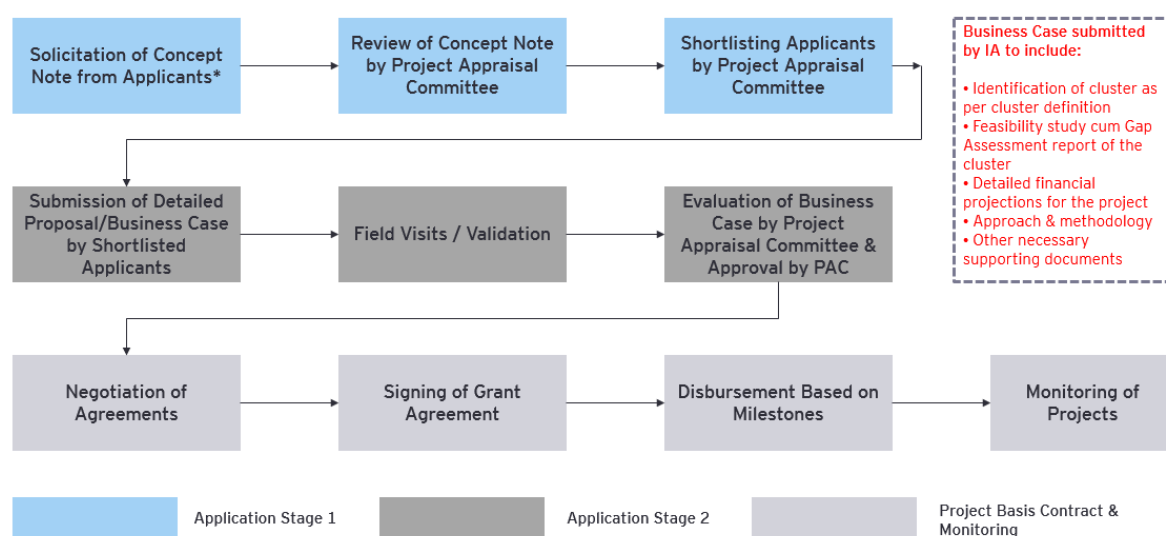 Solicitation of Concept
Note from Applicants*
Review of Concept Note
by Project Appraisal
Committee
Shortlisting Applicants
by Project Appraisal
Committee
Business Case submitted
by IA to include:
• Identification of cluster as
per cluster definition
• Feasibility study cum Gap
Assessment report of the
cluster
• Detailed financial
projections for the project
• Approach & methodology
• Other necessary
supporting documents
Submission of Detailed
Proposal/Business Case
by Shortlisted
Applicants
Field Visits / Validation
Evaluation of Business
Case by Project
Appraisal Committee &
Approval by PAC
Negotiation of
Agreements
Signing of Grant
Agreement
Disbursement Based on
Milestones
Monitoring of
Projects
Application Stage 1
Application Stage 2
Project Basis Contract &
Monitoring